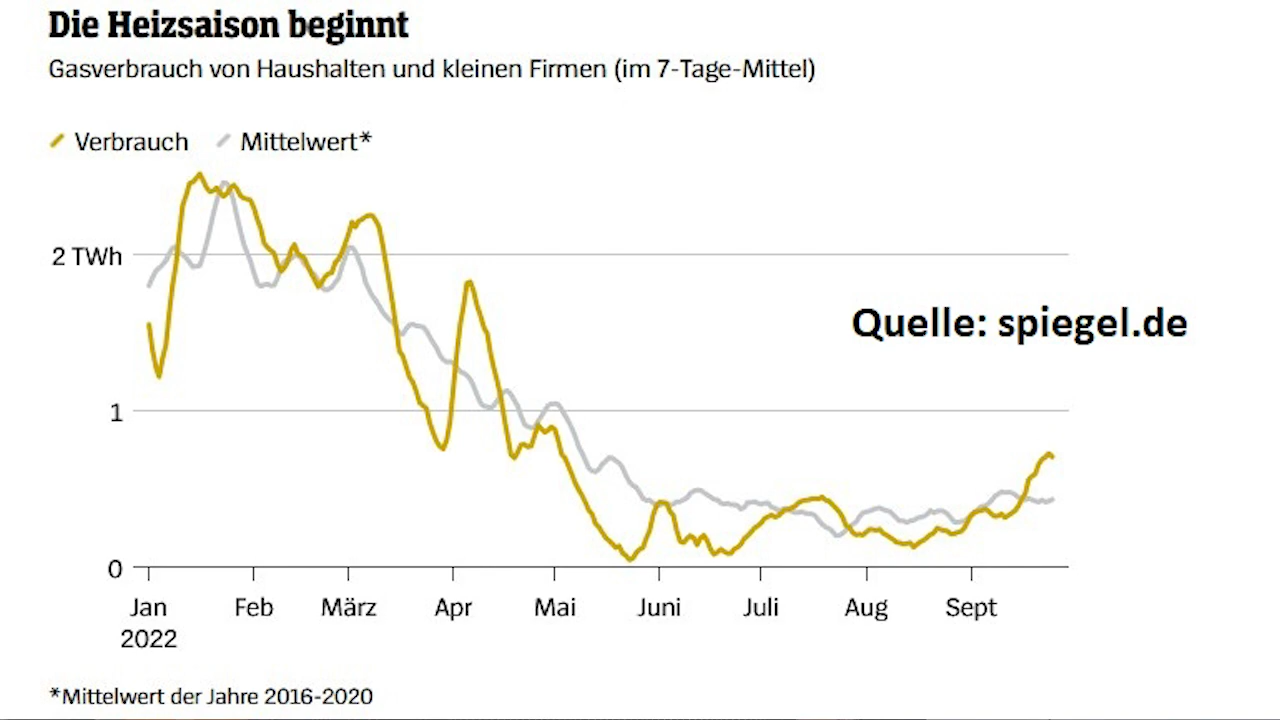 Die Heizsaison beginnt
Gasverbrauch von Haushalten und kleinen Firmen (im 7-Tage-Mittel)
Verbrauch Mittelwert*
2 TWh
Quelle: spiegel.de
1
0
Jan Feb März Apr Mai Juni Juli Aug Sept
2022
*Mittelwert der Jahre 2016-2020